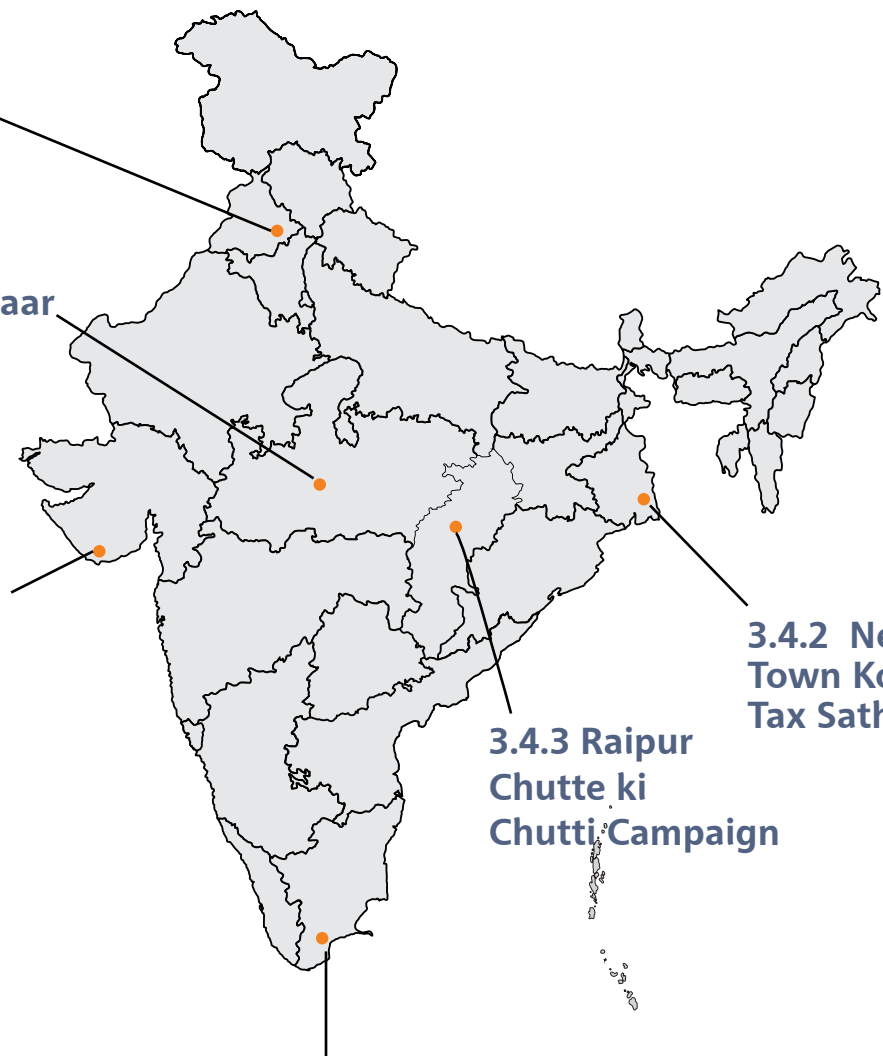 aar
3.4.2 Ne
Town Ko
Tax Sath
3.4.3 Raipur
Chutte ki
Chutti Campaign